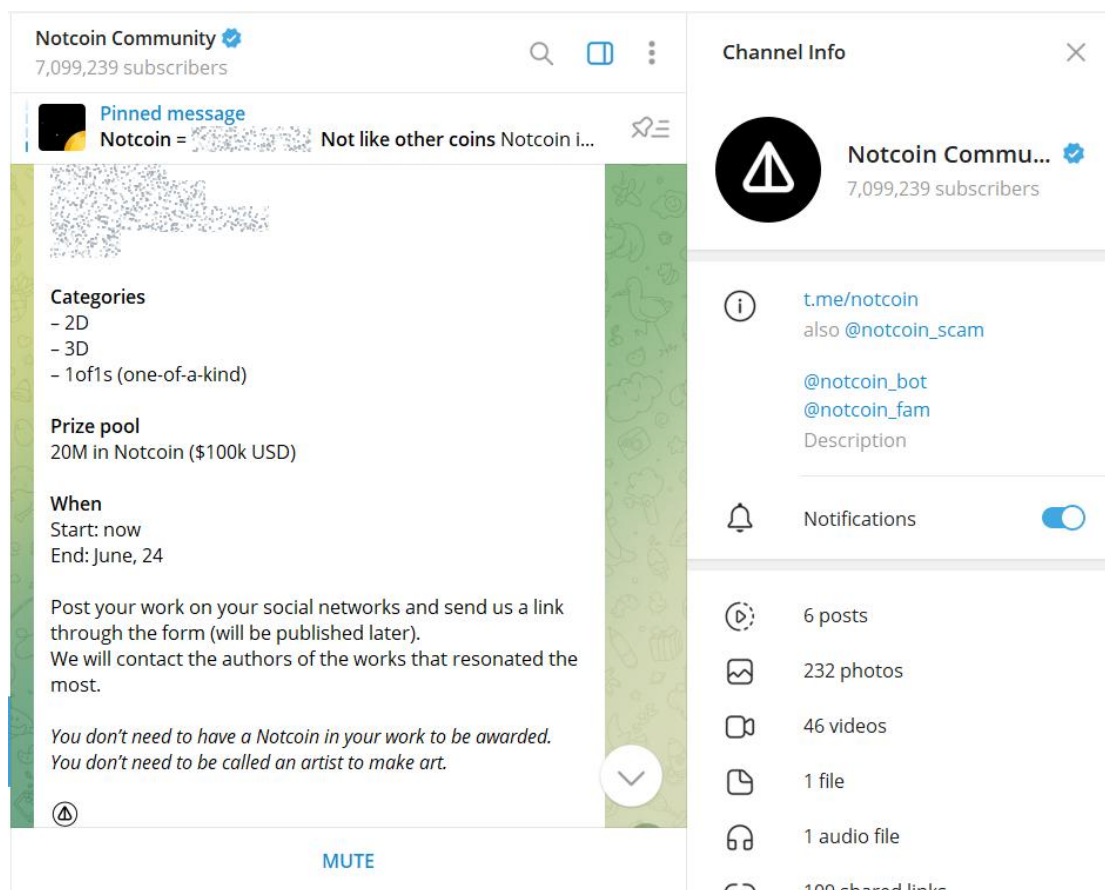 Notcoin Community
7,099,239 subscribers
Pinned message
Notcoin = Not like other coins Notcoin i...
Categories
– 2D
– 3D
– 1of1s (one-of-a-kind)
Prize pool
20M in Notcoin ($100k USD)
When
Start: now
End: June, 24
Post your work on your social networks and send us a link
through the form (will be published later).
We will contact the authors of the works that resonated the
most.
You don’t need to have a Notcoin in your work to be awarded.
You don’t need to be called an artist to make art.
MUTE
Channel Info
Notcoin Commu...
7,099,239 subscribers
t.me/notcoin
also @notcoin_scam
@notcoin_bot
@notcoin_fam
Description
Notifications
6 posts
232 photos
46 videos
1 file
1 audio file
109 shared links